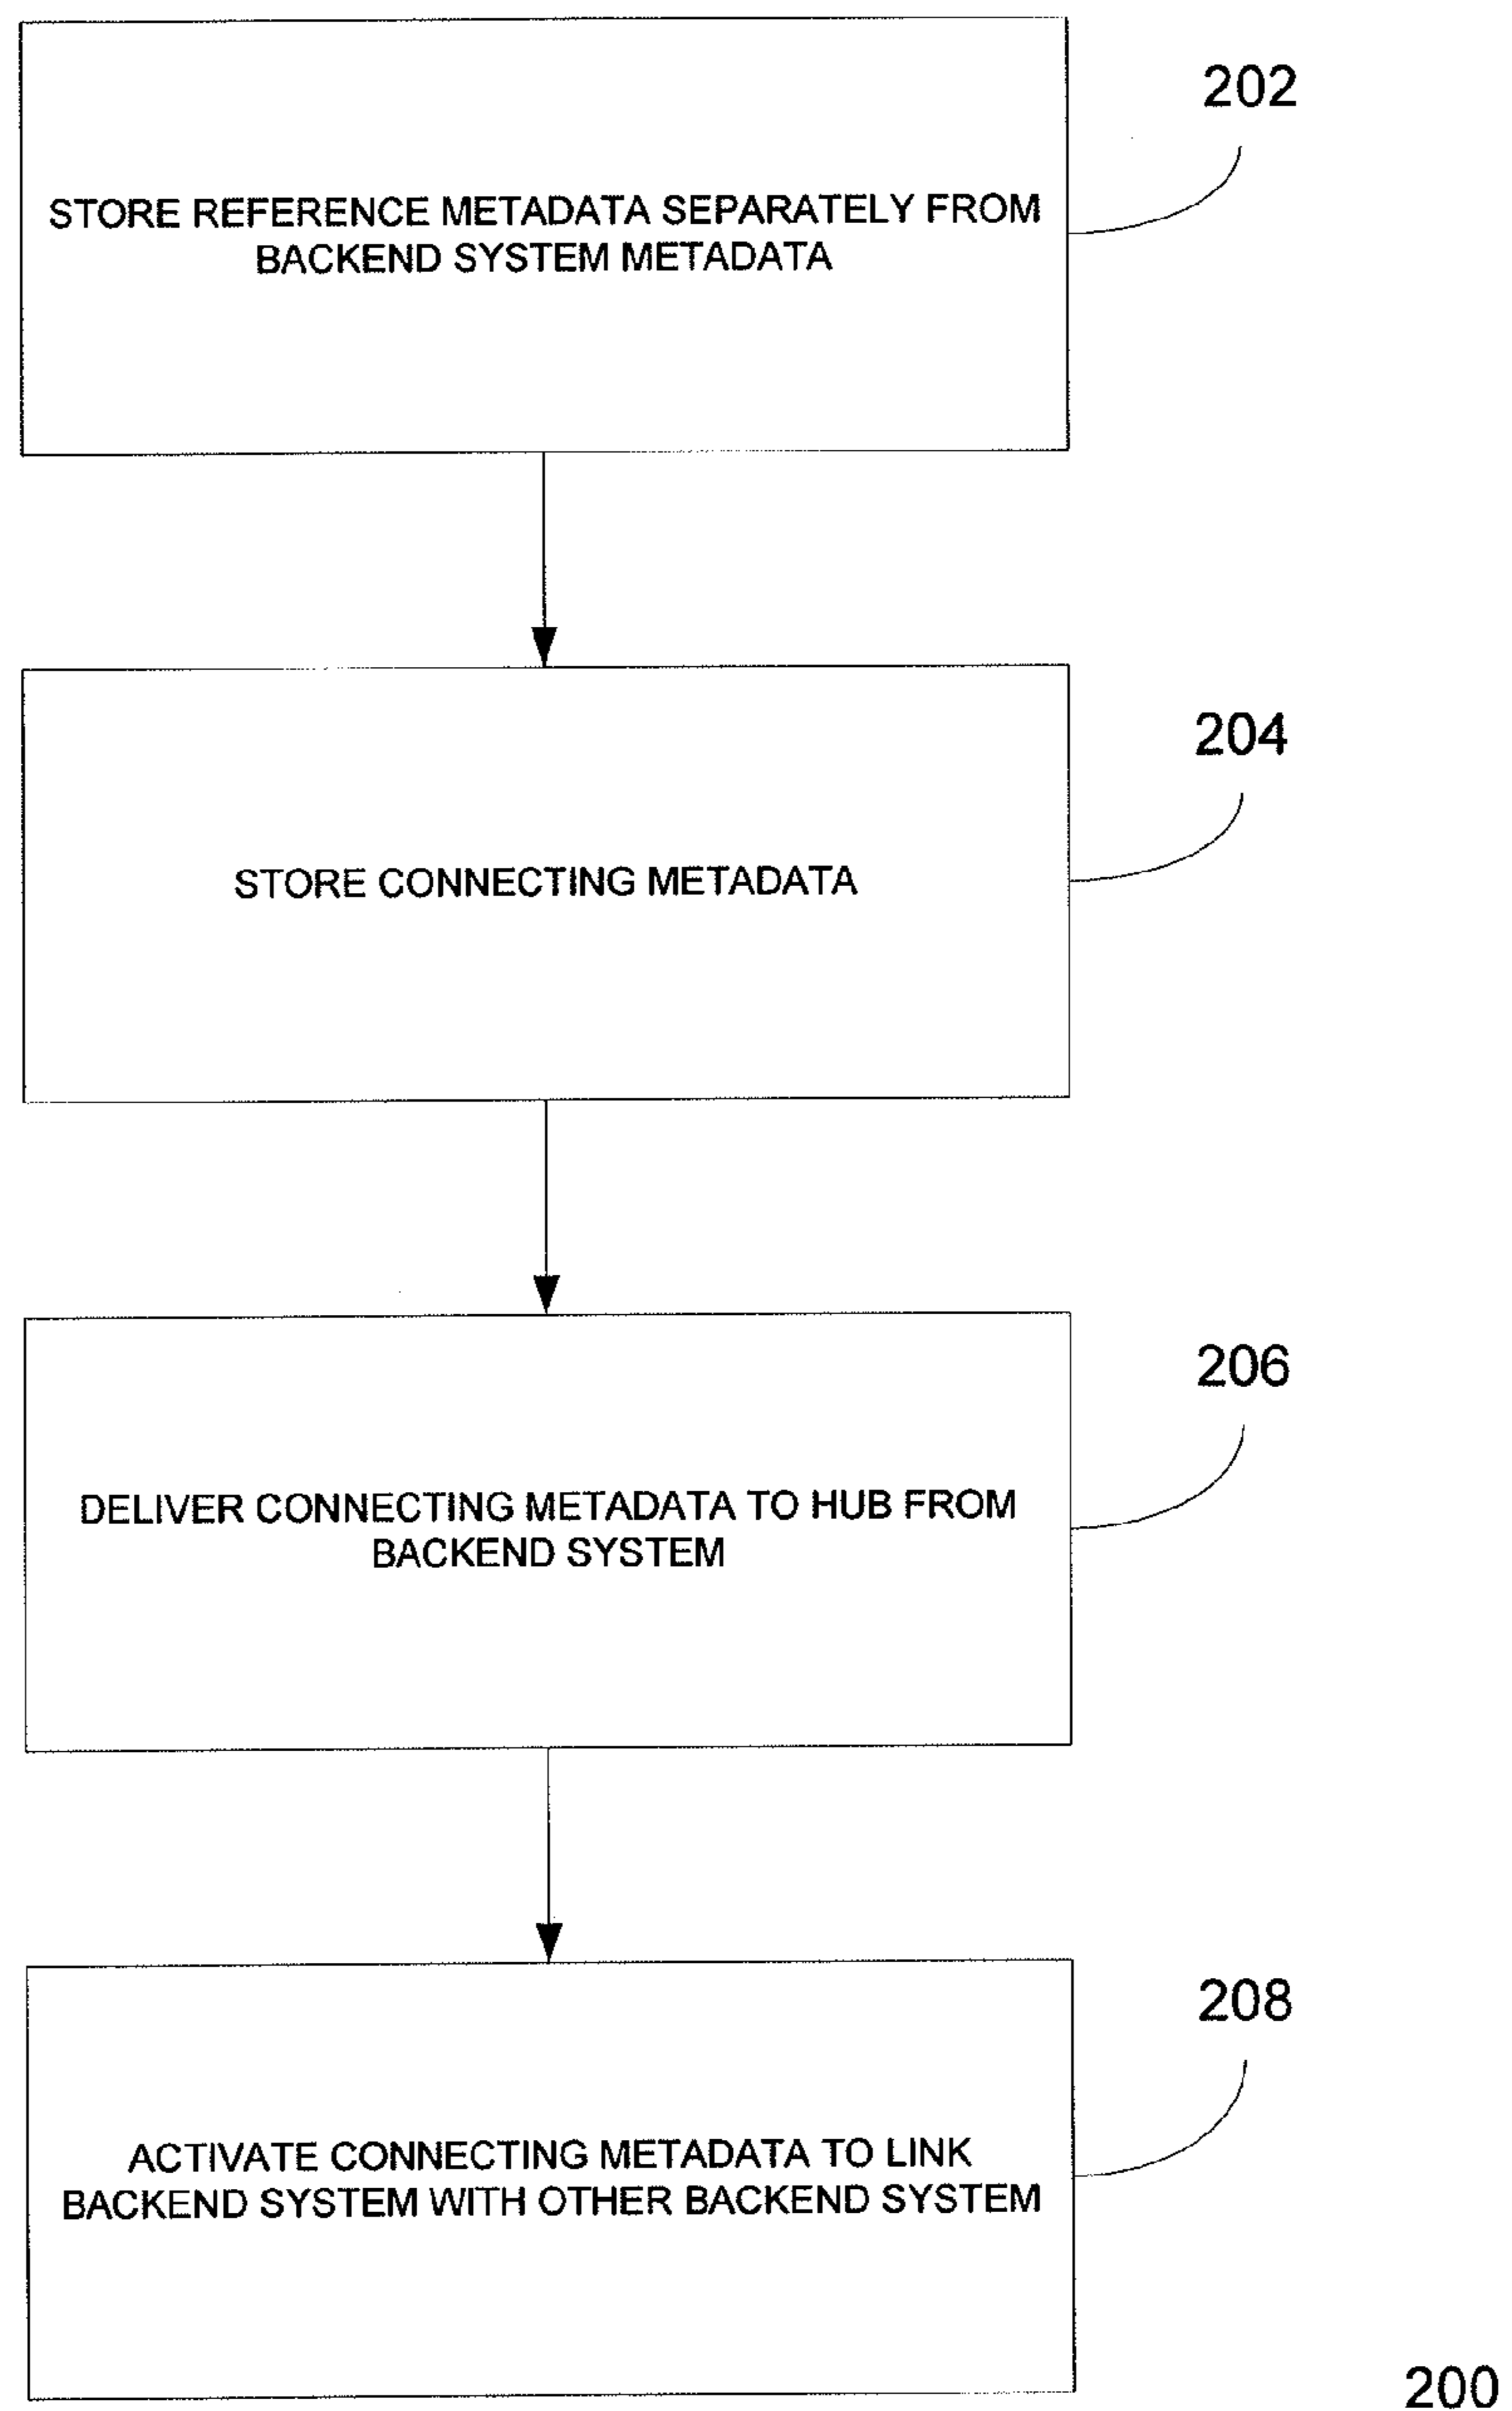 202
STORE REFERENCE METADATA SEPARATELY FROM
BACKEND SYSTEM METADATA
204
STORE CONNECTING METADATA
206
DELIVER CONNECTING METADATA TO HUB FROM
BACKEND SYSTEM
208
ACTIVATE CONNECTING METADATA TO LINK
BACKEND SYSTEM WITH OTHER BACKEND SYSTEM
200